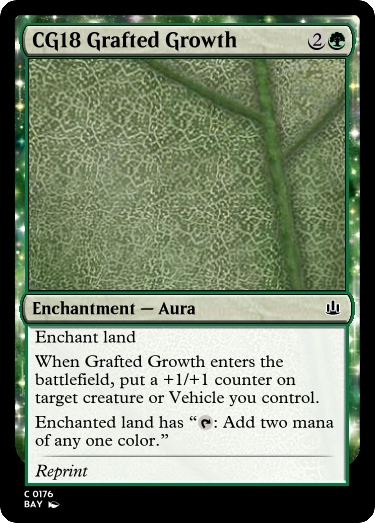 CG18 Grafted Growth 2
Enchantment — Aura
Enchant land
When Grafted Growth enters the
battlefield, put a +1/+1 counter on
target creature or Vehicle you control.
Enchanted land has “: Add two mana
of any one color.”
Reprint
C 0176
BAY